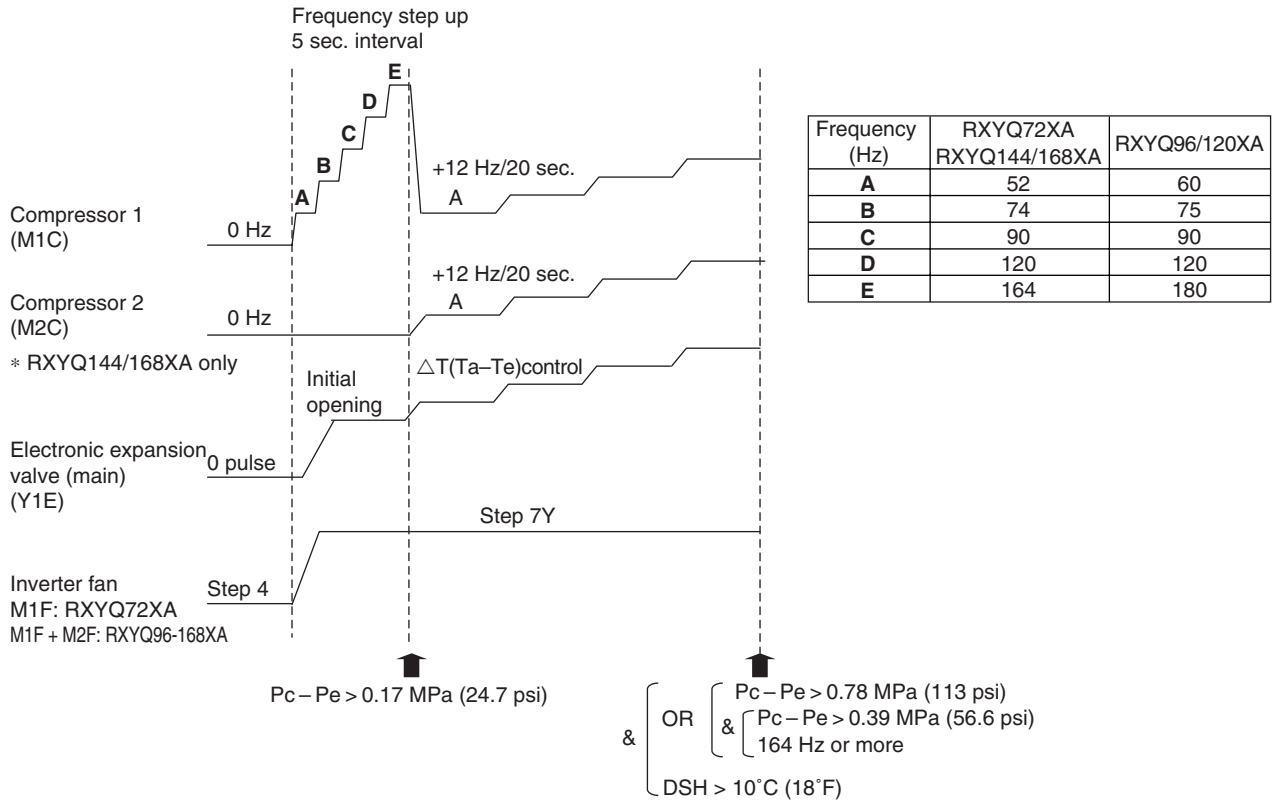 Frequency step up
5 sec. interval
E
D
C
B
A
+12 Hz/20 sec.
A
Compressor 1
(M1C)
0 Hz
+12 Hz/20 sec.
A
Compressor 2
(M2C)
0 Hz
* RXYQ144/168XA only
Initial
opening
△T(Ta–Te)control
Electronic expansion
valve (main)
(Y1E)
0 pulse
Step 7Y
Inverter fan
M1F: RXYQ72XA
M1F + M2F: RXYQ96-168XA
Step 4
Pc – Pe > 0.17 MPa (24.7 psi)
&
OR
Pc – Pe > 0.78 MPa (113 psi)
&
Pc – Pe > 0.39 MPa (56.6 psi)
164 Hz or more
DSH > 10˚C (18˚F)
Frequency
(Hz)
RXYQ72XA
RXYQ144/168XA
RXYQ96/120XA
A 52 60
B 74 75
C 90 90
D 120 120
E 164 180